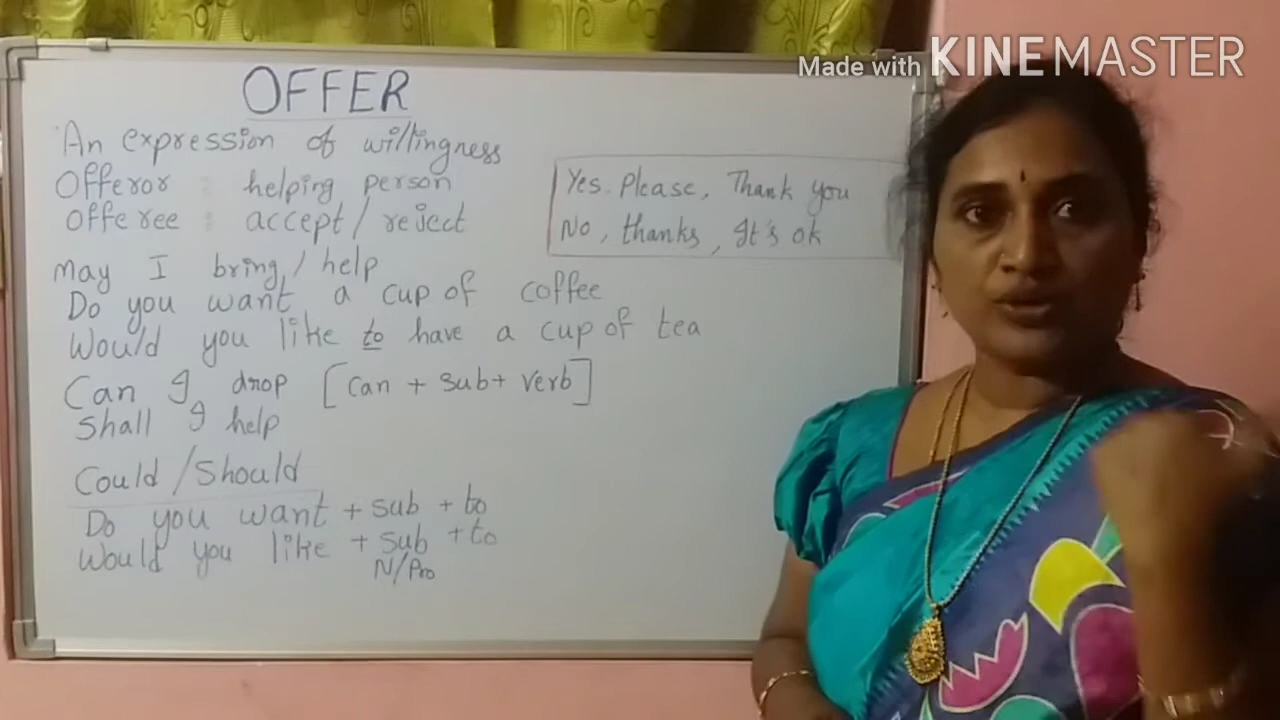 Made with KINEMASTER
OFFER
An expression of willingness
Offeror : helping person
Offeree : accept / reject
Yes. Please, Thank you
No, thanks, It's ok
May I bring / help
Do you want a cup of coffee
Would you like to have a cup of tea
Can I drop [can + sub + verb]
Shall I help
Could / Should
Do you want + sub + to
Would you like + sub + to
N/Pro